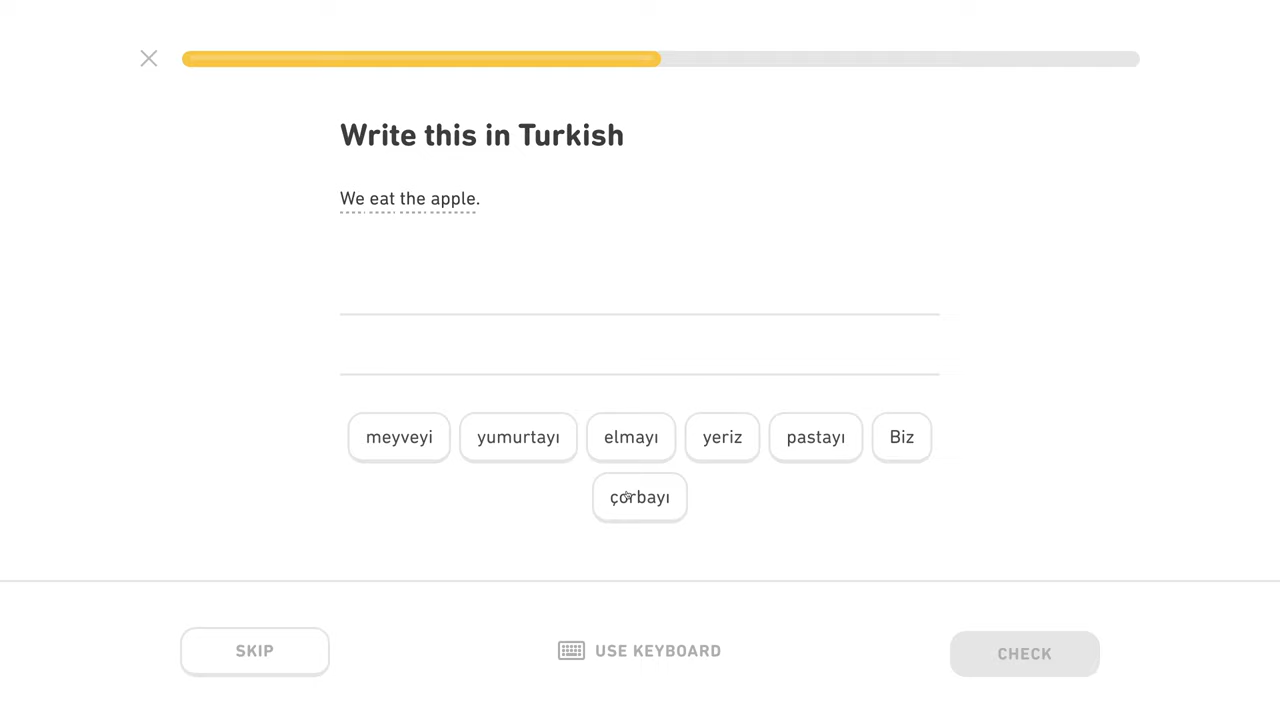 Write this in Turkish
We eat the apple.
meyveyi yumurtayı elmayı yeriz pastayı Biz
çorbayı
SKIP USE KEYBOARD CHECK